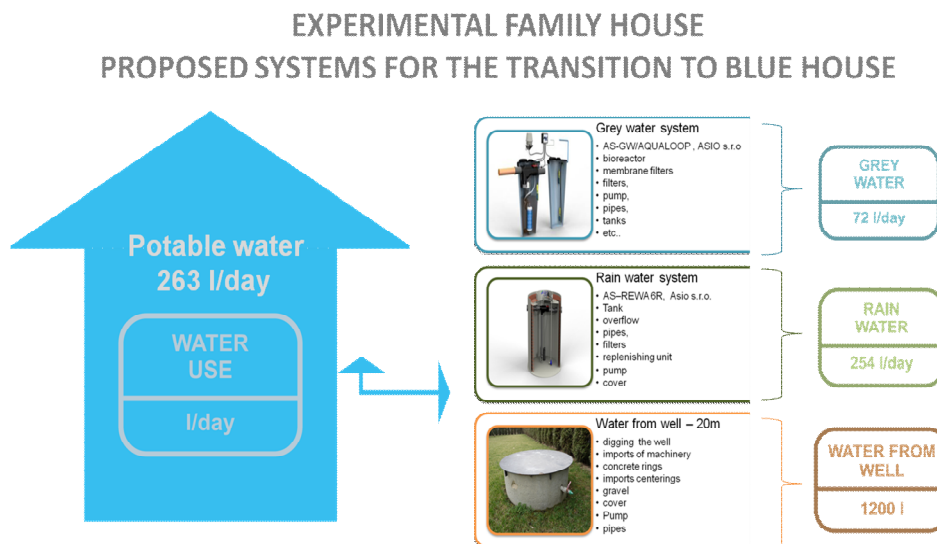 EXPERIMENTAL FAMILY HOUSE
PROPOSED SYSTEMS FOR THE TRANSITION TO BLUE HOUSE
Potable water
263 l/day
WATER
USE
l/day
Grey water system
• AS-GW/AQUALOOP , ASIO s.r.o
• bioreactor
• membrane filters
• filters,
• pump,
• pipes,
• tanks
• etc..
GREY
WATER
72 l/day
Rain water system
• AS–REWA 6R, Asio s.r.o.
• Tank
• overflow
• pipes,
• filters
• replenishing unit
• pump
• cover
RAIN
WATER
254 l/day
Water from well – 20m
• digging the well
• imports of machinery
• concrete rings
• imports centerings
• gravel
• cover
• Pump
• pipes
WATER FROM
WELL
1200 l